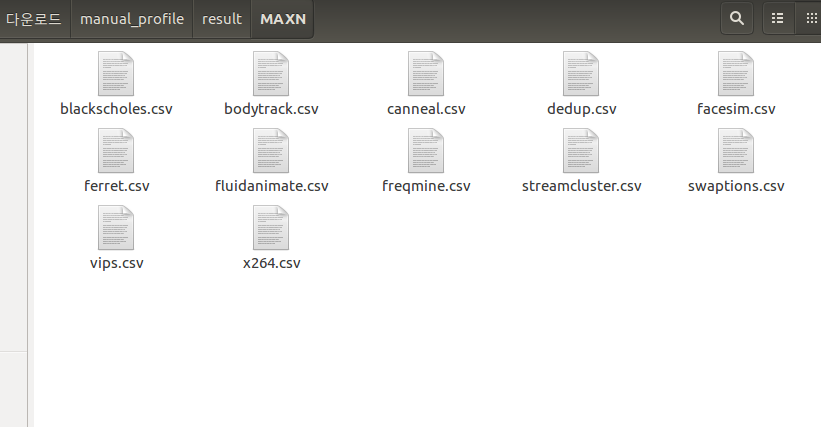 다운로드 manual_profile result MAXN
blackscholes.csv bodytrack.csv canneal.csv dedup.csv facesim.csv
ferret.csv fluidanimate.csv freqmine.csv streamcluster.csv swaptions.csv
vips.csv x264.csv